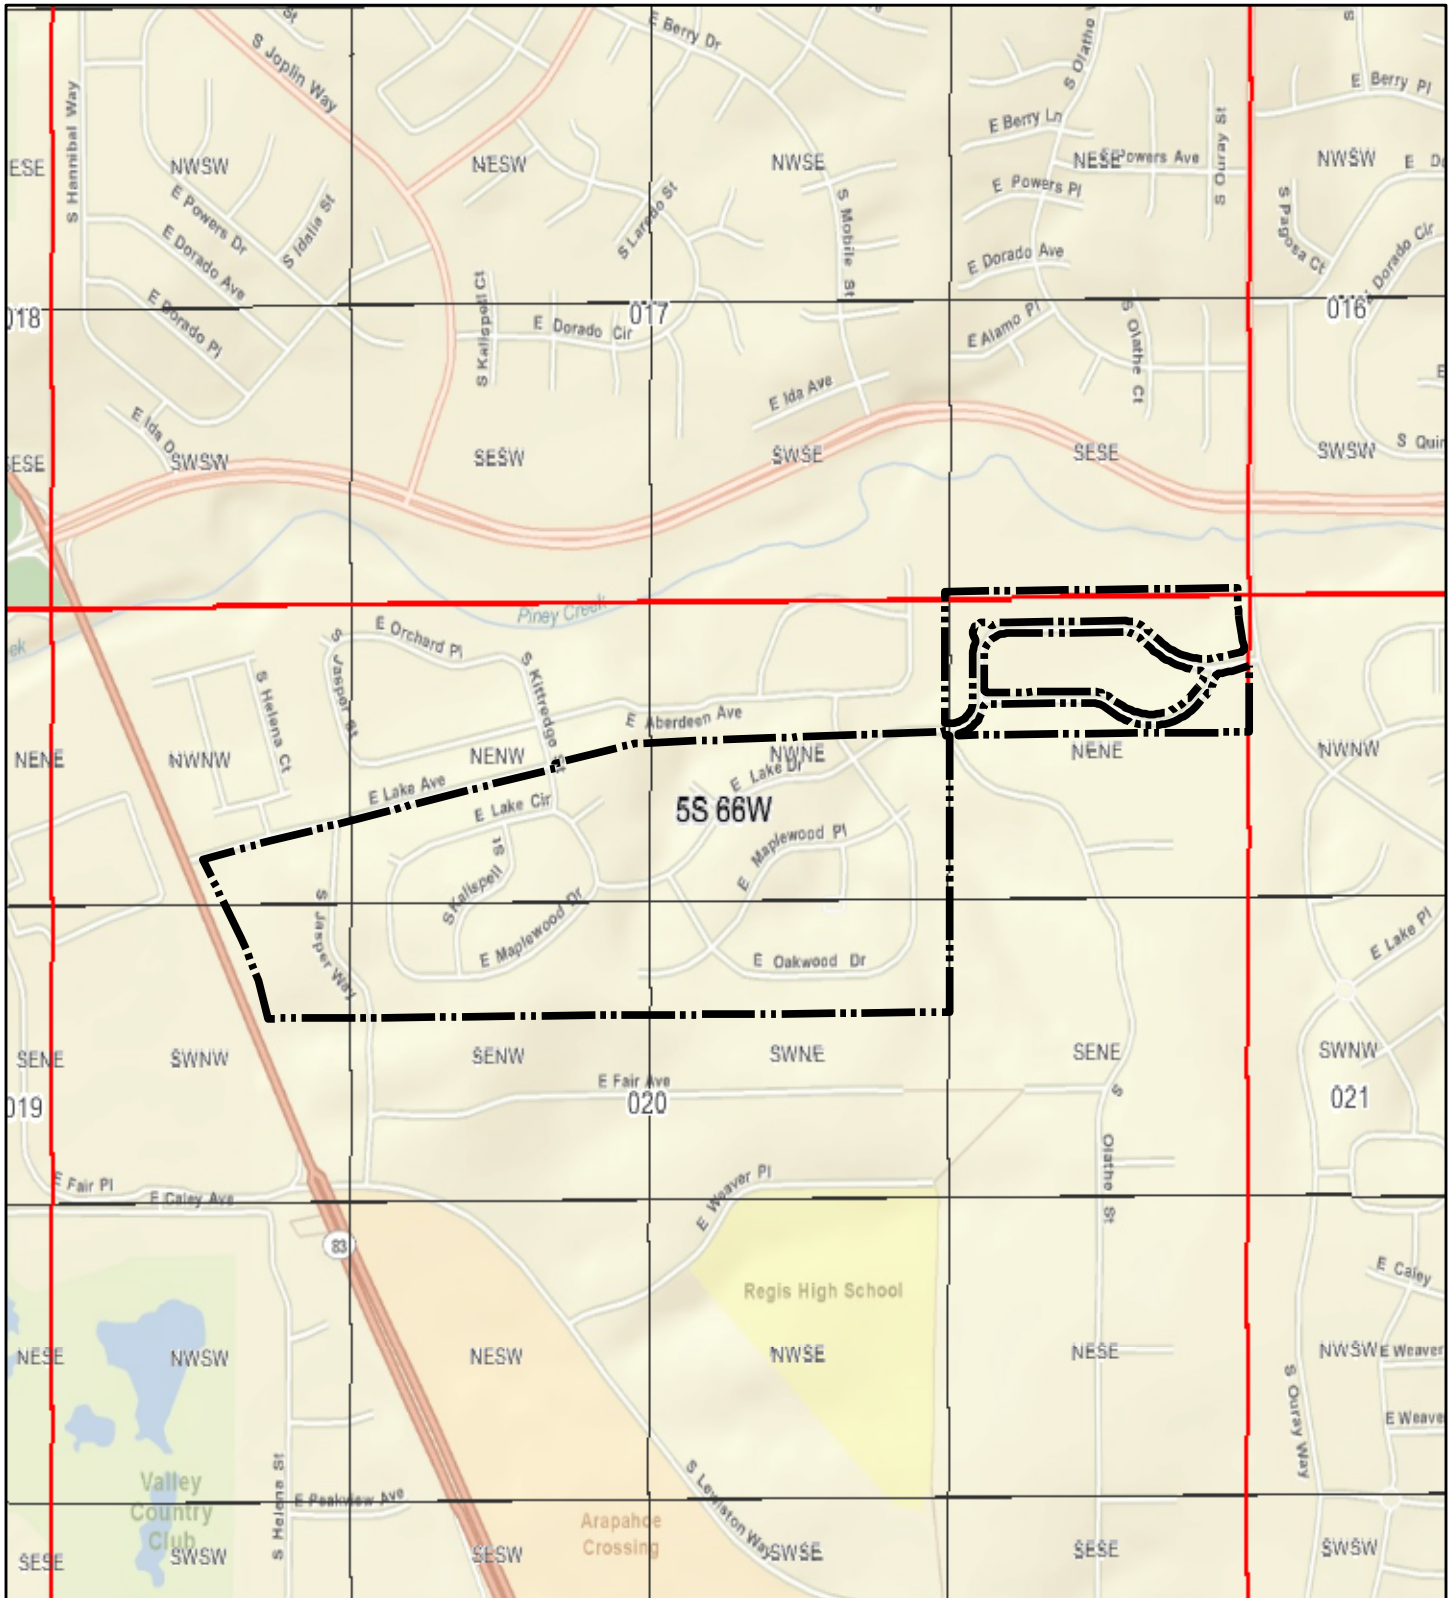 St
S Joplin Way
E Berry Dr
S Olathe
S
E Berry Pl
S Hannibal Way
E Berry Ln
S Ouray St
ESE
NWSW
NESW
NWSE
NESE
E Powers Ave
NWSW
E Do
E Powers Dr
S Idalia St
S Laredo St
S Mobile St
E Powers Pl
S Pagosa Ct
E Dorado Ave
E Dorado Ave
Dorado Cir
E Dorado Pl
S Kalispell Ct
E Dorado Cir
018
017
016
E Alamo Pl
S Olathe Ct
E
E Ida Ave
E Ida Dr
SESE
SWSW
SESW
SWSE
SESE
SWSW
S Quin
Piney Creek
ek
E Orchard Pl
S Jasper St
S Kittredge St
S Helena Ct
E Aberdeen Ave
NENE
NWNW
NENW
NWNE
NENE
NWNW
E Lake Dr
E Lake Ave
E Lake Cir
5S 66W
E Maplewood Pl
S Kalispell St
S Jasper Way
E Maplewood Dr
E Oakwood Dr
E Lake Pl
SENE
SWNW
SENW
SWNE
SENE
SWNW
E Fair Ave
019
020
021
S Olathe St
E Fair Pl
E Caley Ave
E Weaver Pl
83
Regis High School
E Caley
NESE
NWSW
NESW
NWSE
NESE
NWSW
E Weaver
S Ouray Way
E Weave
S Helena St
Valley
Country
Club
E Peakview Ave
S Lewiston Way
Arapahoe
Crossing
SESE
SWSW
SESW
SWSE
SESE
SWSW